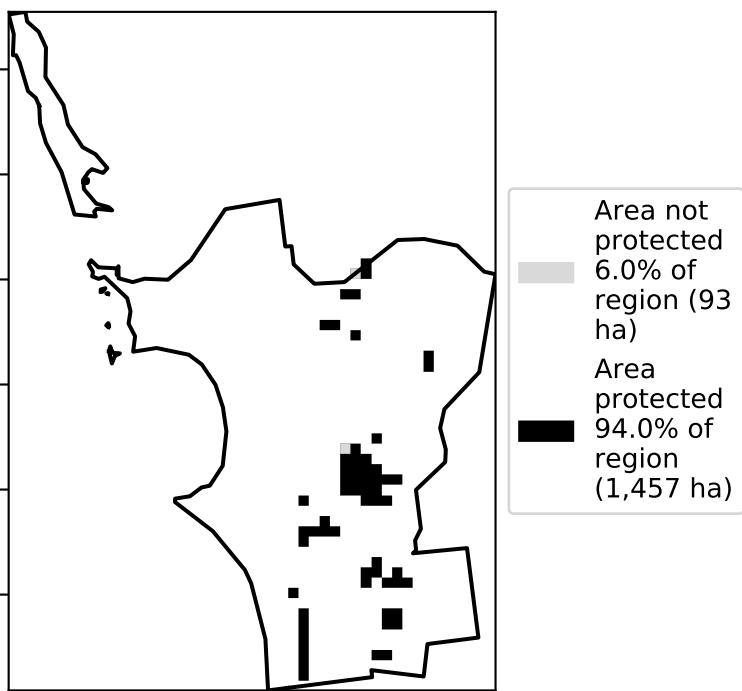 Area not
protected
6.0% of
region (93
ha)
Area
protected
94.0% of
region
(1,457 ha)